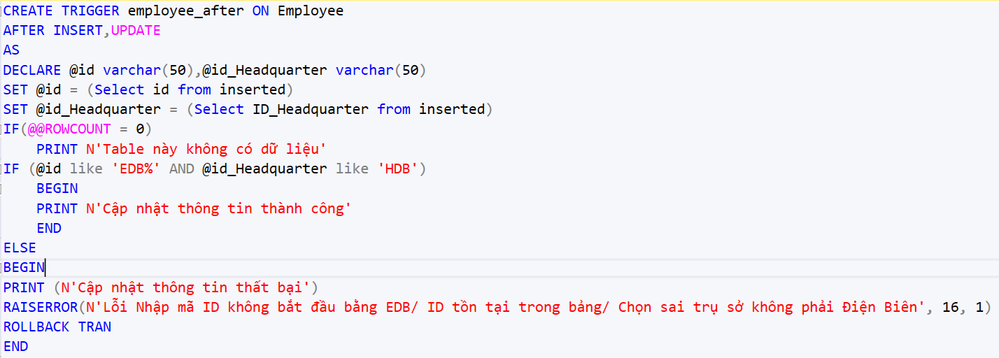 CREATE TRIGGER employee_after ON Employee
AFTER INSERT,UPDATE
AS
DECLARE @id varchar(50),@id_Headquarter varchar(50)
SET @id = (Select id from inserted)
SET @id_Headquarter = (Select ID_Headquarter from inserted)
IF(@@ROWCOUNT = 0)
    PRINT N'Table này không có dữ liệu'
IF (@id like 'EDB%' AND @id_Headquarter like 'HDB')
    BEGIN
    PRINT N'Cập nhật thông tin thành công'
    END
ELSE
BEGIN
PRINT (N'Cập nhật thông tin thất bại')
RAISERROR(N'Lỗi Nhập mã ID không bắt đầu bằng EDB/ ID tồn tại trong bảng/ Chọn sai trụ sở không phải Điện Biên', 16, 1)
ROLLBACK TRAN
END